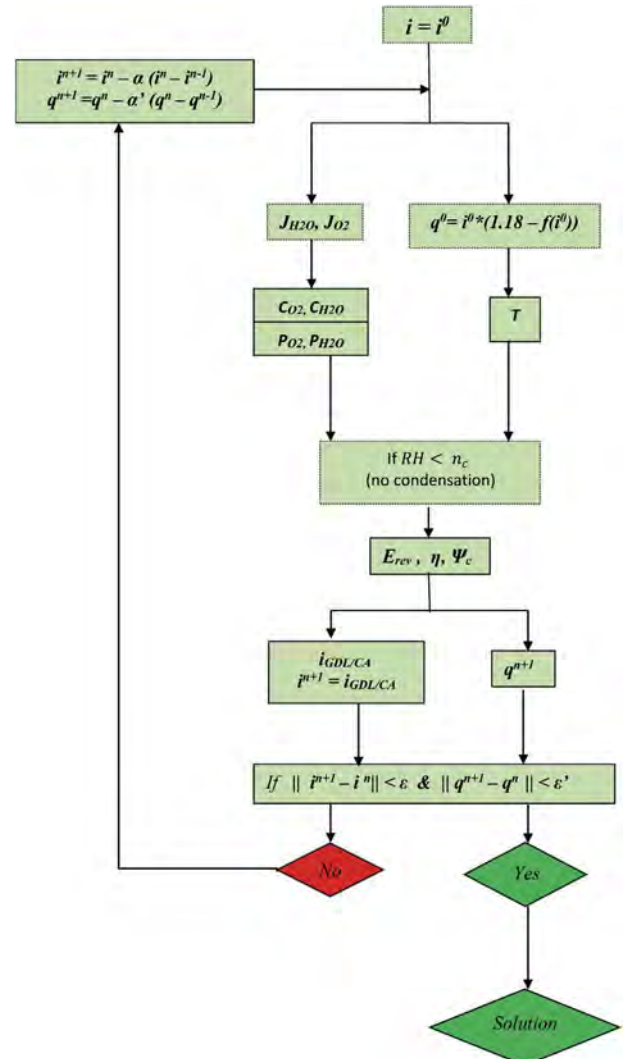 i = i⁰
iⁿ⁺¹ = iⁿ – α (iⁿ – iⁿ⁻¹)
qⁿ⁺¹ =qⁿ – α’ (qⁿ – qⁿ⁻¹)
J_H2O, J_O2
q⁰= i⁰*(1.18 – f(i⁰))
C_O2, C_H2O
P_O2, P_H2O
T
If RH < n_c
(no condensation)
E_rev , η, Ψ_c
i_GDL/CA
iⁿ⁺¹ = i_GDL/CA
qⁿ⁺¹
If || iⁿ⁺¹ – i ⁿ|| < ε & || qⁿ⁺¹ – qⁿ || < ε’
No
Yes
Solution